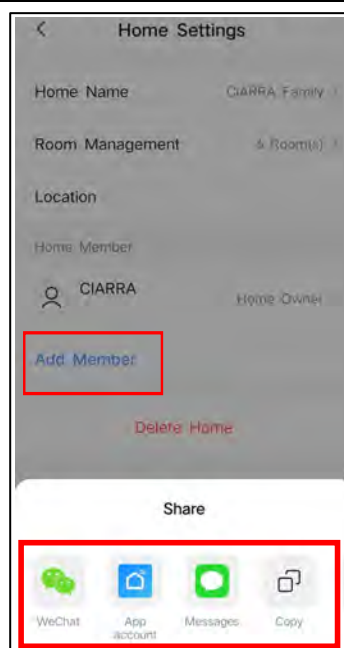 Home Settings
Home Name CIARRA Family
Room Management 6 Room(s)
Location
Home Member
CIARRA Home Owner
Add Member
Delete Home
Share
WeChat App account Messages Copy